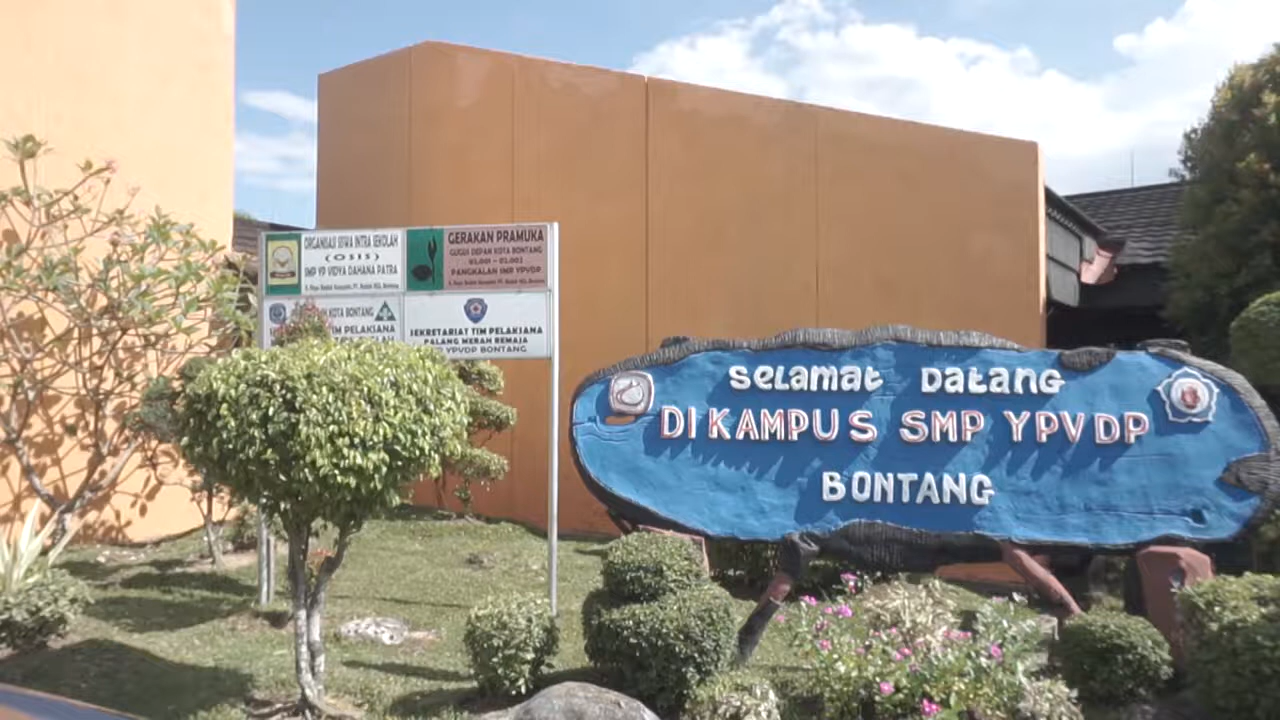 ORGANISASI SISWA INTRA SEKOLAH
(OSIS)
SMP YP VIDYA DAHANA PATRA
GERAKAN PRAMUKA
GUGUS DEPAN KOTA BONTANG
PANGKALAN SMP YPVDP
KOTA BONTANG
TIM PELAKSANA
SEKRETARIAT TIM PELAKSANA
PALANG MERAH REMAJA
YPVDP BONTANG
Selamat Datang
DI KAMPUS SMP YPVDP
BONTANG